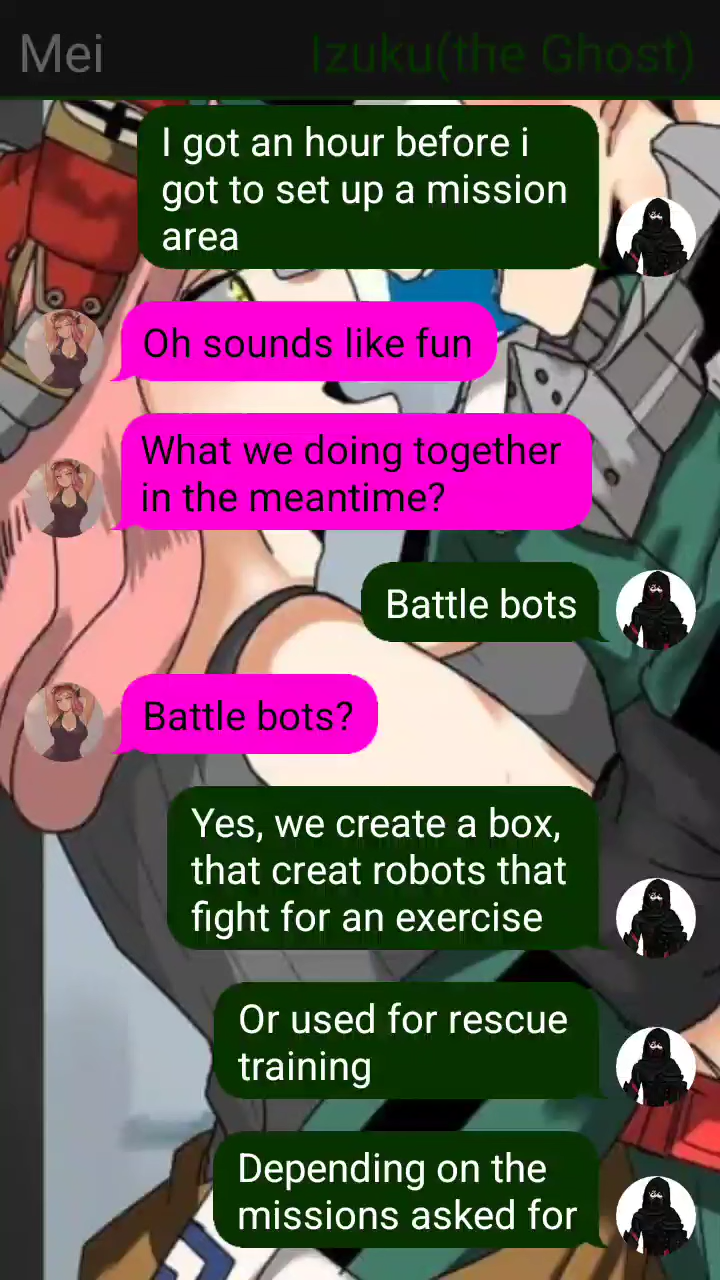 Mei
Izuku(the Ghost)
I got an hour before i
got to set up a mission
area
Oh sounds like fun
What we doing together
in the meantime?
Battle bots
Battle bots?
Yes, we create a box,
that creat robots that
fight for an exercise
Or used for rescue
training
Depending on the
missions asked for